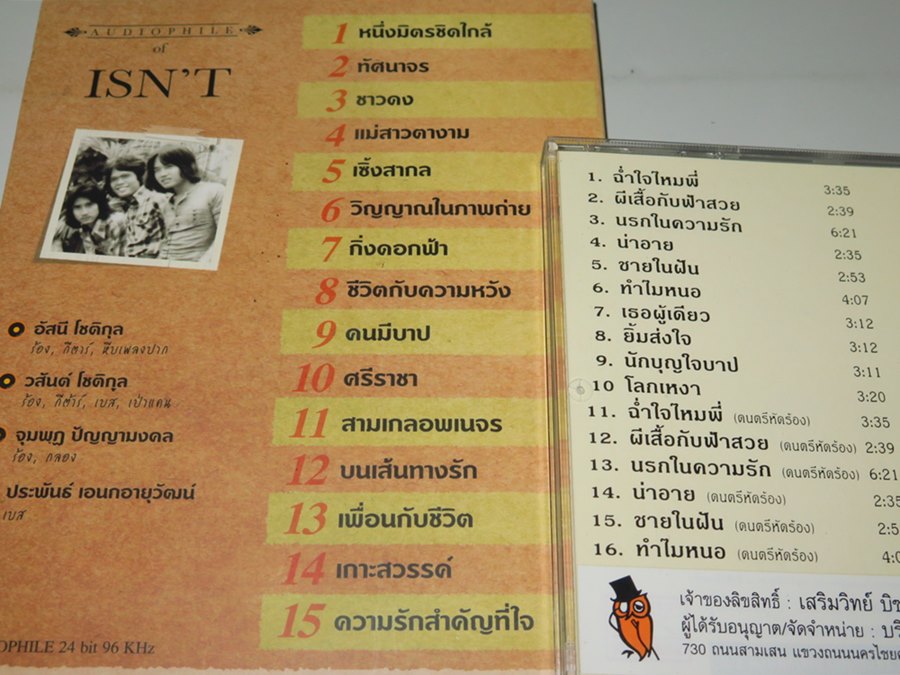 AUDIOPHILE
of
ISN'T
1 หนึ่งมิตรชิดใกล้
2 ทัศนาจร
3 ชาวดง
4 แม่สาวตางาม
5 เซิ้งสากล
6 วิญญาณในภาพถ่าย
7 กิ่งดอกฟ้า
8 ชีวิตกับความหวัง
9 คนมีบาป
10 ศรีราชา
11 สามเกลอพเนจร
12 บนเส้นทางรัก
13 เพื่อนกับชีวิต
14 เกาะสวรรค์
15 ความรักสำคัญที่ใจ
อัสนี โชติกุล
ร้อง, กีตาร์, หีบเพลงปาก
วสันต์ โชติกุล
ร้อง, กีต้าร์, เบส, เป่าแคน
จุมพฏ ปัญญามงคล
ร้อง, กลอง
ประพันธ์ เอนกอายุวัฒน์
เบส
OPHILE 24 bit 96 KHz
1. ฉ่ำใจไหมพี่ 3:35
2. ผีเสื้อกับฟ้าสวย 2:39
3. นรกในความรัก 6:21
4. น่าอาย 2:35
5. ชายในฝัน 2:53
6. ทำไมหนอ 4:07
7. เธอผู้เดียว 3:12
8. ยิ้มส่งใจ 3:12
9. นักบุญใจบาป 3:11
10 โลกเหงา 3:20
11. ฉ่ำใจไหมพี่ (ดนตรีหัดร้อง) 3:35
12. ผีเสื้อกับฟ้าสวย (ดนตรีหัดร้อง) 2:39
13. นรกในความรัก (ดนตรีหัดร้อง) 6:21
14. น่าอาย (ดนตรีหัดร้อง) 2:35
15. ชายในฝัน (ดนตรีหัดร้อง) 2:5
16. ทำไมหนอ (ดนตรีหัดร้อง) 4:0
เจ้าของลิขสิทธิ์ : เสริมวิทย์ บิช
ผู้ได้รับอนุญาต/จัดจำหน่าย : บริ
730 ถนนสามเสน แขวงถนนนครไชย